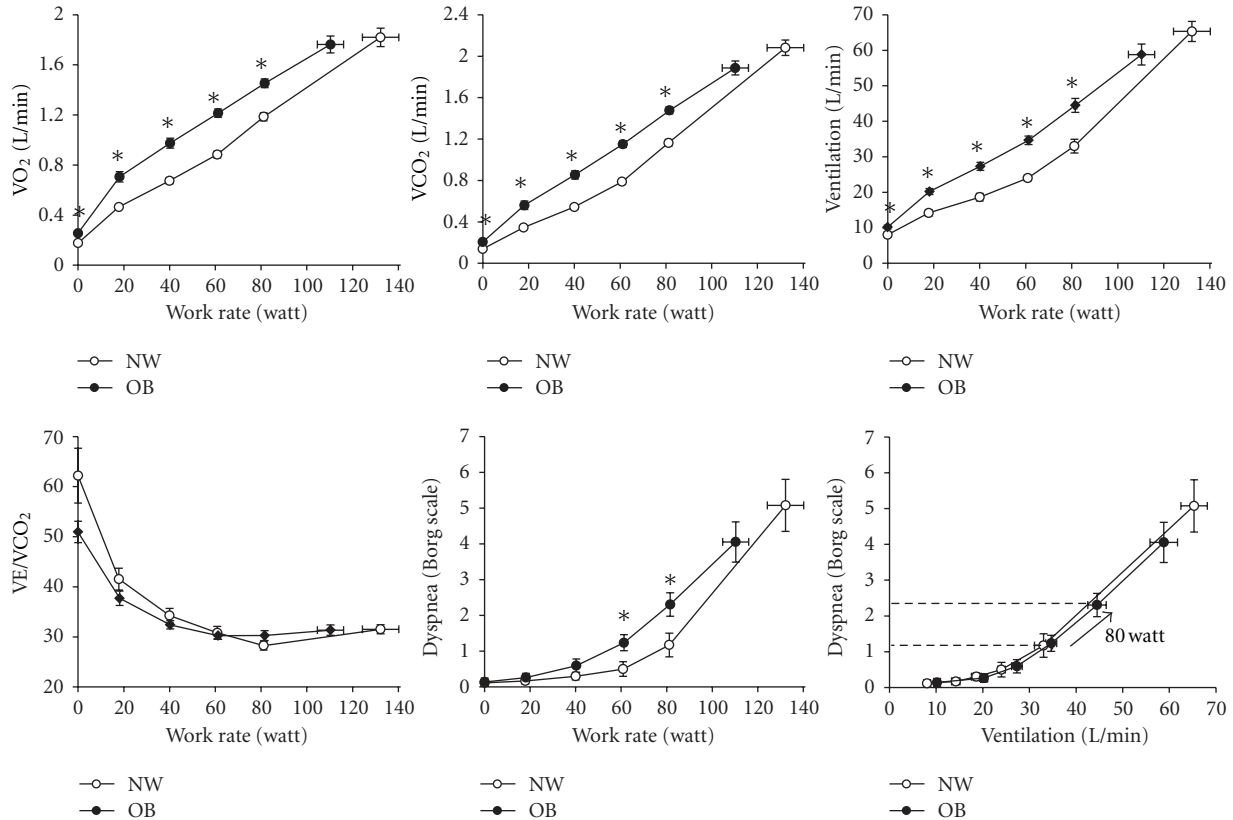 2
1.6
1.2
0.8
0.4
0
VO2 (L/min)
* * * * *
0 20 40 60 80 100 120 140
Work rate (watt)
NW
OB
2.4
2
1.6
1.2
0.8
0.4
0
VCO2 (L/min)
* * * * *
0 20 40 60 80 100 120 140
Work rate (watt)
NW
OB
70
60
50
40
30
20
10
0
Ventilation (L/min)
* * * * *
0 20 40 60 80 100 120 140
Work rate (watt)
NW
OB
70
60
50
40
30
20
VE/VCO2
0 20 40 60 80 100 120 140
Work rate (watt)
NW
OB
7
6
5
4
3
2
1
0
Dyspnea (Borg scale)
* *
0 20 40 60 80 100 120 140
Work rate (watt)
NW
OB
7
6
5
4
3
2
1
0
Dyspnea (Borg scale)
80 watt
0 10 20 30 40 50 60 70
Ventilation (L/min)
NW
OB